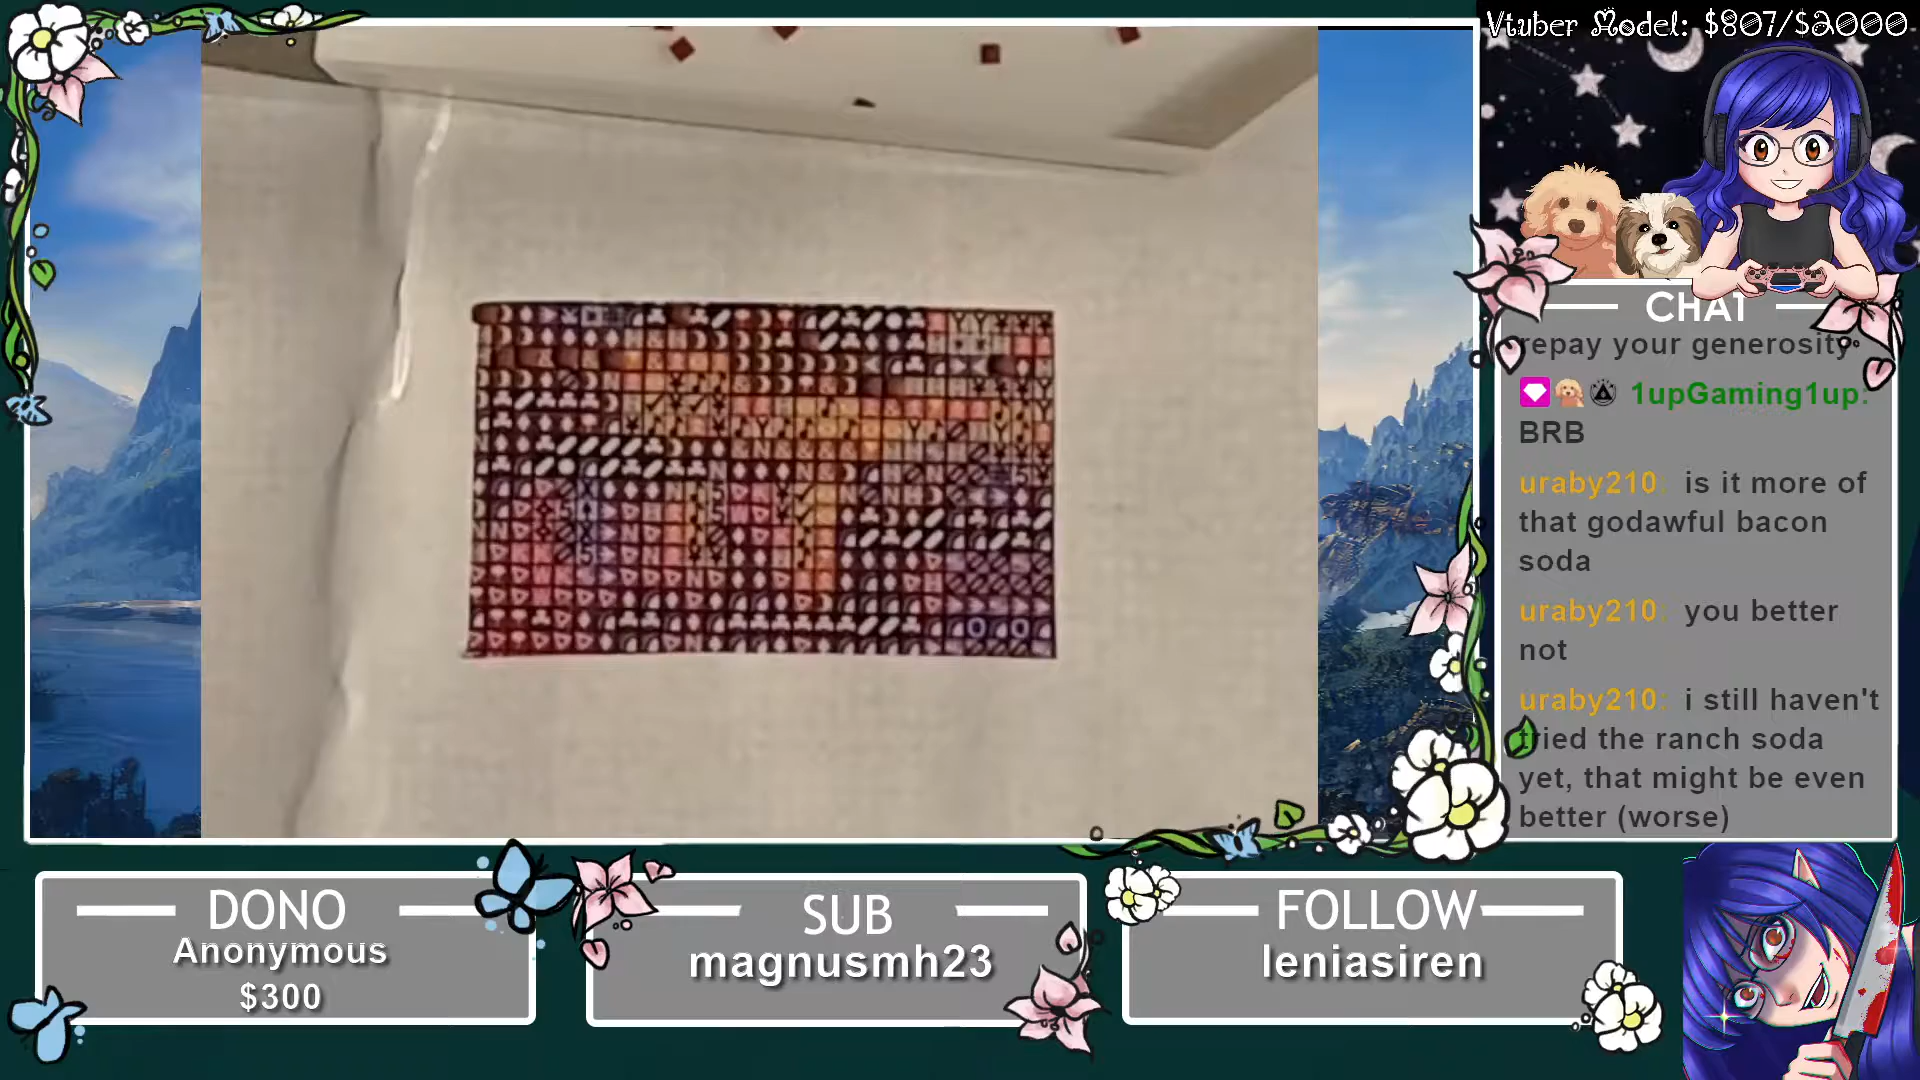 Vtuber Model: $807/$2000
CHAT
repay your generosity
1upGaming1up:
BRB
uraby210: is it more of
that godawful bacon
soda
uraby210: you better
not
uraby210: i still haven't
tried the ranch soda
yet, that might be even
better (worse)
DONO
Anonymous
$300
SUB
magnusmh23
FOLLOW
leniasiren